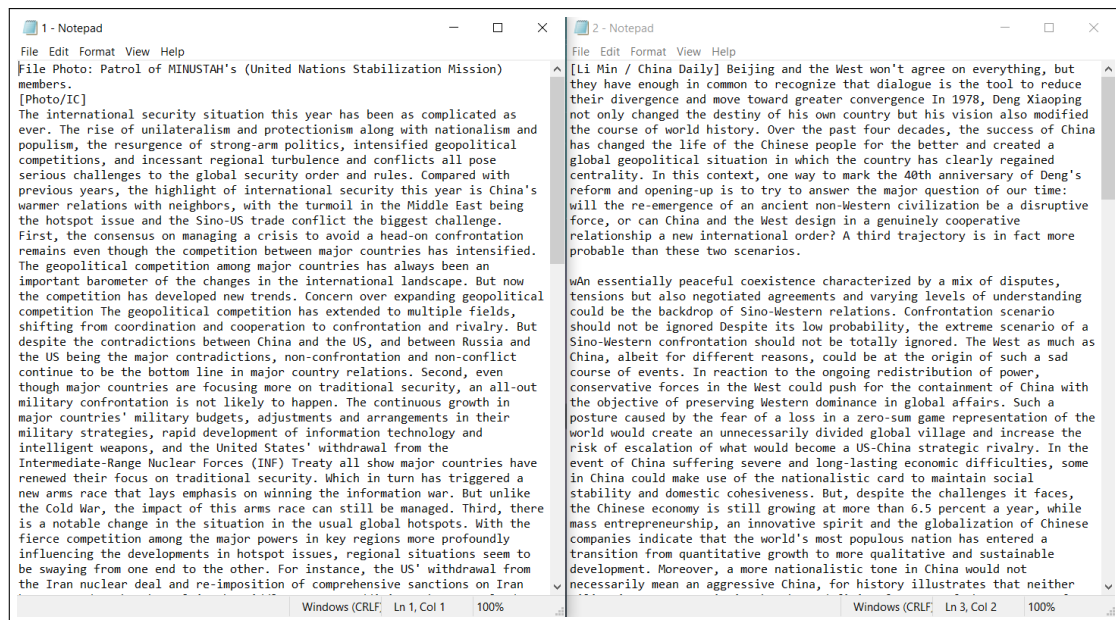 1 - Notepad
File Edit Format View Help
File Photo: Patrol of MINUSTAH's (United Nations Stabilization Mission)
members.
[Photo/IC]
The international security situation this year has been as complicated as
ever. The rise of unilateralism and protectionism along with nationalism and
populism, the resurgence of strong-arm politics, intensified geopolitical
competitions, and incessant regional turbulence and conflicts all pose
serious challenges to the global security order and rules. Compared with
previous years, the highlight of international security this year is China's
warmer relations with neighbors, with the turmoil in the Middle East being
the hotspot issue and the Sino-US trade conflict the biggest challenge.
First, the consensus on managing a crisis to avoid a head-on confrontation
remains even though the competition between major countries has intensified.
The geopolitical competition among major countries has always been an
important barometer of the changes in the international landscape. But now
the competition has developed new trends. Concern over expanding geopolitical
competition The geopolitical competition has extended to multiple fields,
shifting from coordination and cooperation to confrontation and rivalry. But
despite the contradictions between China and the US, and between Russia and
the US being the major contradictions, non-confrontation and non-conflict
continue to be the bottom line in major country relations. Second, even
though major countries are focusing more on traditional security, an all-out
military confrontation is not likely to happen. The continuous growth in
major countries' military budgets, adjustments and arrangements in their
military strategies, rapid development of information technology and
intelligent weapons, and the United States' withdrawal from the
Intermediate-Range Nuclear Forces (INF) Treaty all show major countries have
renewed their focus on traditional security. Which in turn has triggered a
new arms race that lays emphasis on winning the information war. But unlike
the Cold War, the impact of this arms race can still be managed. Third, there
is a notable change in the situation in the usual global hotspots. With the
fierce competition among the major powers in key regions more profoundly
influencing the developments in hotspot issues, regional situations seem to
be swaying from one end to the other. For instance, the US' withdrawal from
the Iran nuclear deal and re-imposition of comprehensive sanctions on Iran
Windows (CRLF) Ln 1, Col 1 100%
2 - Notepad
File Edit Format View Help
[Li Min / China Daily] Beijing and the West won't agree on everything, but
they have enough in common to recognize that dialogue is the tool to reduce
their divergence and move toward greater convergence In 1978, Deng Xiaoping
not only changed the destiny of his own country but his vision also modified
the course of world history. Over the past four decades, the success of China
has changed the life of the Chinese people for the better and created a
global geopolitical situation in which the country has clearly regained
centrality. In this context, one way to mark the 40th anniversary of Deng's
reform and opening-up is to try to answer the major question of our time:
will the re-emergence of an ancient non-Western civilization be a disruptive
force, or can China and the West design in a genuinely cooperative
relationship a new international order? A third trajectory is in fact more
probable than these two scenarios.
wAn essentially peaceful coexistence characterized by a mix of disputes,
tensions but also negotiated agreements and varying levels of understanding
could be the backdrop of Sino-Western relations. Confrontation scenario
should not be ignored Despite its low probability, the extreme scenario of a
Sino-Western confrontation should not be totally ignored. The West as much as
China, albeit for different reasons, could be at the origin of such a sad
course of events. In reaction to the ongoing redistribution of power,
conservative forces in the West could push for the containment of China with
the objective of preserving Western dominance in global affairs. Such a
posture caused by the fear of a loss in a zero-sum game representation of the
world would create an unnecessarily divided global village and increase the
risk of escalation of what would become a US-China strategic rivalry. In the
event of China suffering severe and long-lasting economic difficulties, some
in China could make use of the nationalistic card to maintain social
stability and domestic cohesiveness. But, despite the challenges it faces,
the Chinese economy is still growing at more than 6.5 percent a year, while
mass entrepreneurship, an innovative spirit and the globalization of Chinese
companies indicate that the world's most populous nation has entered a
transition from quantitative growth to more qualitative and sustainable
development. Moreover, a more nationalistic tone in China would not
necessarily mean an aggressive China, for history illustrates that neither
Windows (CRLF) Ln 3, Col 2 100%